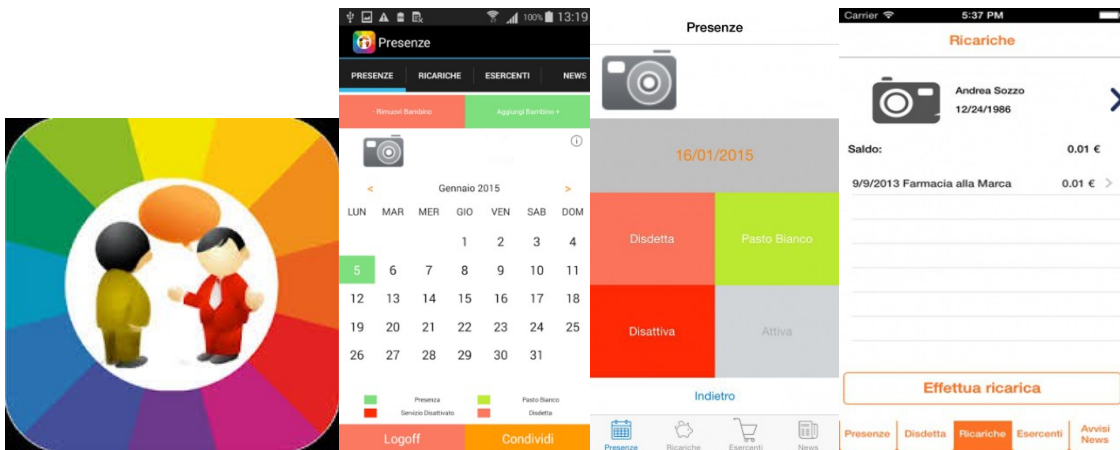 100% 13:19
Presenze
PRESENZE RICARICHE ESERCENTI NEWS
- Rimuovi Bambino Aggiungi Bambino +
< Gennaio 2015 >
LUN MAR MER GIO VEN SAB DOM
1 2 3 4
5 6 7 8 9 10 11
12 13 14 15 16 17 18
19 20 21 22 23 24 25
26 27 28 29 30 31
Presenza Pasto Bianco
Servizio Disattivato Disdetta
Logoff Condividi
Presenze
16/01/2015
Disdetta Pasto Bianco
Disattiva Attiva
Indietro
Presenze Ricariche Esercenti News
Carrier 5:37 PM
Ricariche
Andrea Sozzo
12/24/1986
Saldo: 0.01 €
9/9/2013 Farmacia alla Marca 0.01 € >
Effettua ricarica
Presenze Disdetta Ricariche Esercenti Avvisi
News